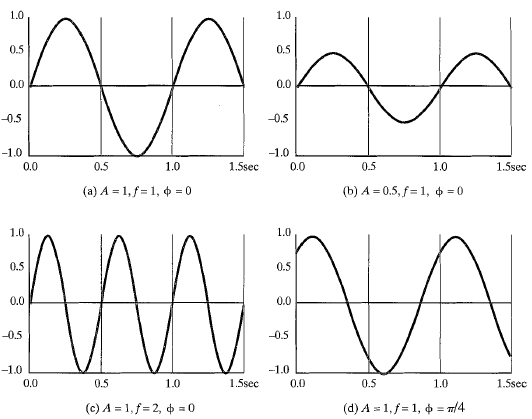 1.0
0.5
0.0
–0.5
–1.0
0.0 0.5 1.0 1.5sec
(a) A = 1, f = 1, ϕ = 0
1.0
0.5
0.0
–0.5
–1.0
0.0 0.5 1.0 1.5sec
(b) A = 0.5, f = 1, ϕ = 0
1.0
0.5
0.0
–0.5
–1.0
0.0 0.5 1.0 1.5sec
(c) A = 1, f = 2, ϕ = 0
1.0
0.5
0.0
–0.5
–1.0
0.0 0.5 1.0 1.5sec
(d) A = 1, f = 1, ϕ = π/4